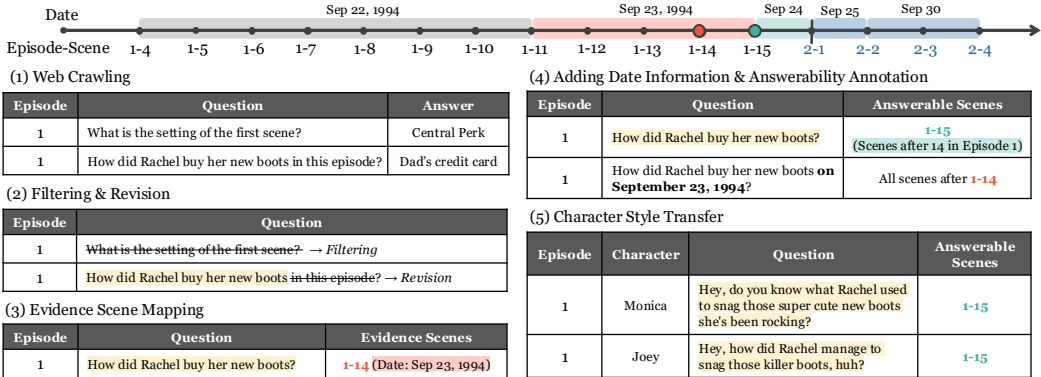 Date
Sep 22, 1994
Sep 23, 1994
Sep 24
Sep 25
Sep 30
Episode-Scene
1-4
1-5
1-6
1-7
1-8
1-9
1-10
1-11
1-12
1-13
1-14
1-15
2-1
2-2
2-3
2-4
(1) Web Crawling
Episode Question Answer
1 What is the setting of the first scene? Central Perk
1 How did Rachel buy her new boots in this episode? Dad's credit card
(2) Filtering & Revision
Episode Question
1 What is the setting of the first scene? → Filtering
1 How did Rachel buy her new boots in this episode? → Revision
(3) Evidence Scene Mapping
Episode Question Evidence Scenes
1 How did Rachel buy her new boots? 1-14 (Date: Sep 23, 1994)
(4) Adding Date Information & Answerability Annotation
Episode Question Answerable Scenes
1 How did Rachel buy her new boots? 1-15
(Scenes after 14 in Episode 1)
1 How did Rachel buy her new boots on
September 23, 1994? All scenes after 1-14
(5) Character Style Transfer
Episode Character Question Answerable
Scenes
1 Monica Hey, do you know what Rachel used
to snag those super cute new boots
she's been rocking? 1-15
1 Joey Hey, how did Rachel manage to
snag those killer boots, huh? 1-15